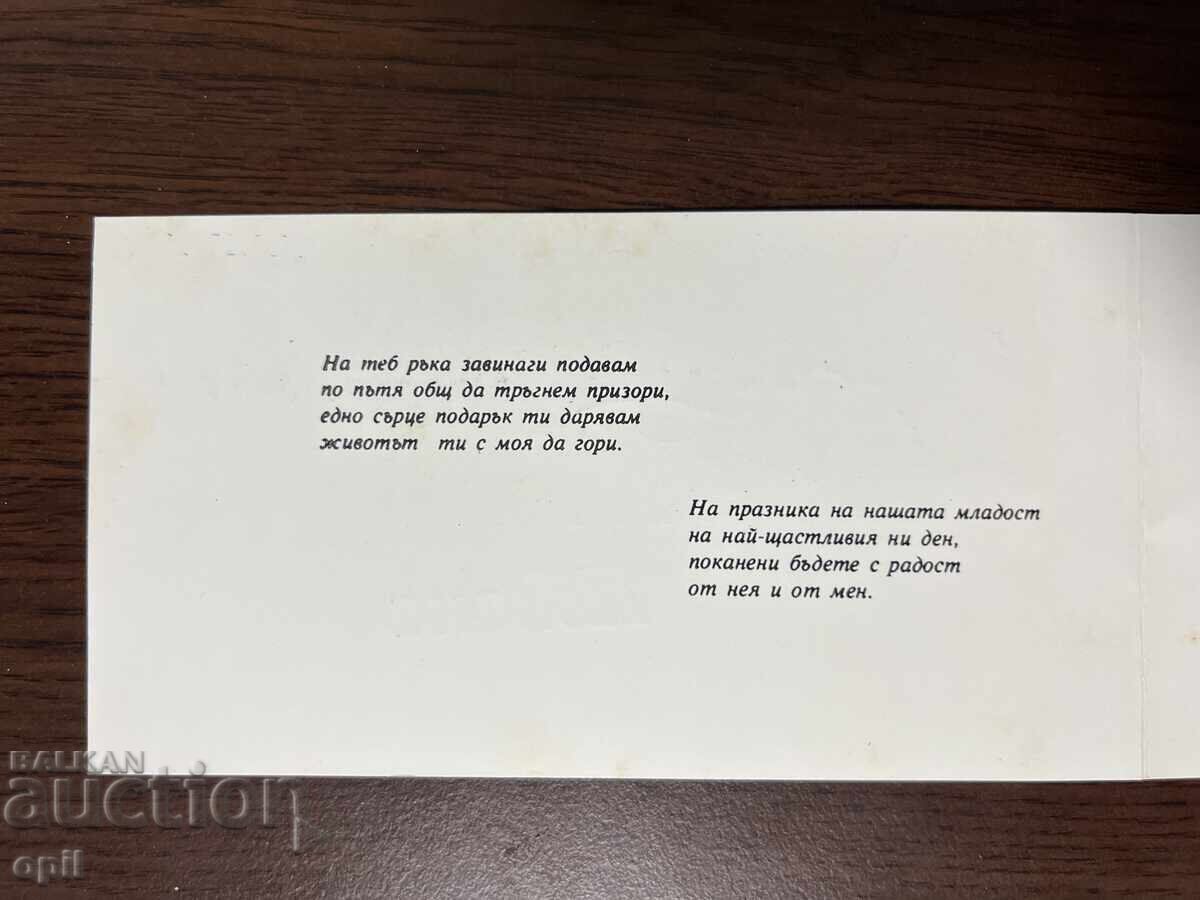 На теб ръка завинаги подавам
по пътя общ да тръгнем призори,
едно сърце подарък ти дарявам
животът ти с моя да гори.
На празника на нашата младост
на най-щастливия ни ден,
поканени бъдете с радост
от нея и от мен.
BALKAN
auction
opil